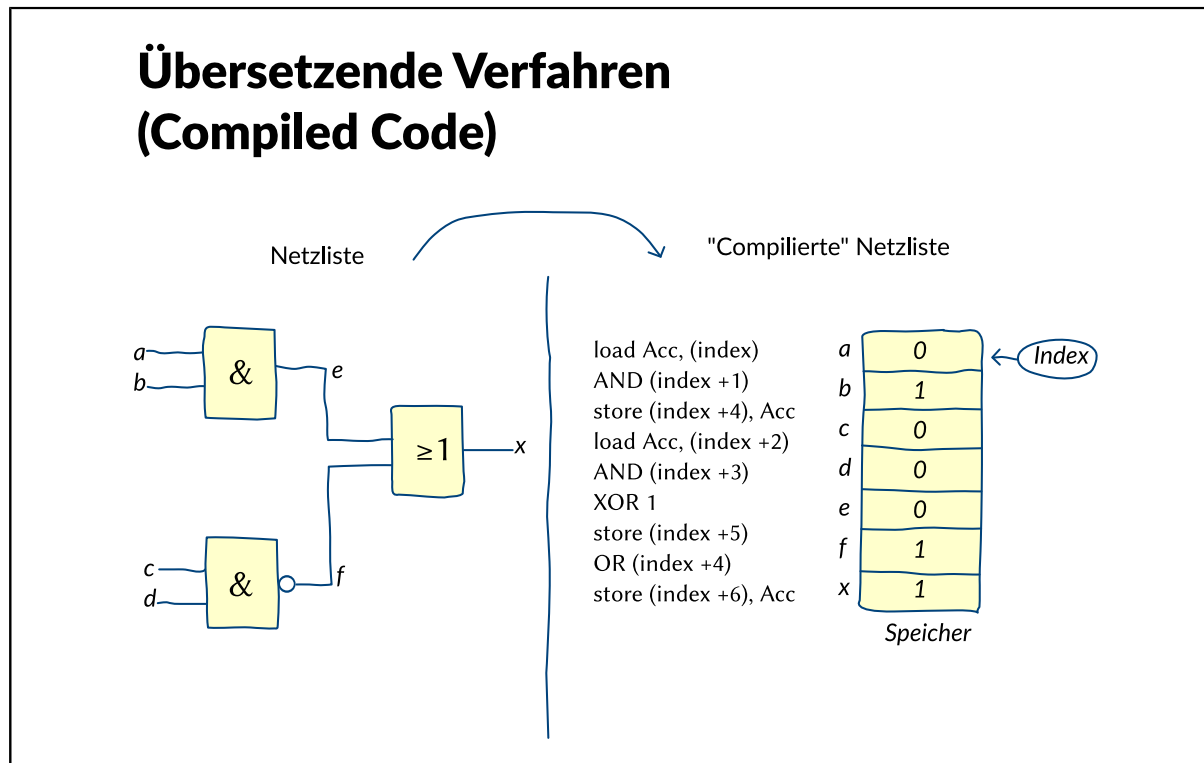 Übersetzende Verfahren
(Compiled Code)
Netzliste
"Compilierte" Netzliste
a
b
&
e
c
d
&
f
≥1
x
load Acc, (index)
AND (index +1)
store (index +4), Acc
load Acc, (index +2)
AND (index +3)
XOR 1
store (index +5)
OR (index +4)
store (index +6), Acc
a 0
b 1
c 0
d 0
e 0
f 1
x 1
Index
Speicher